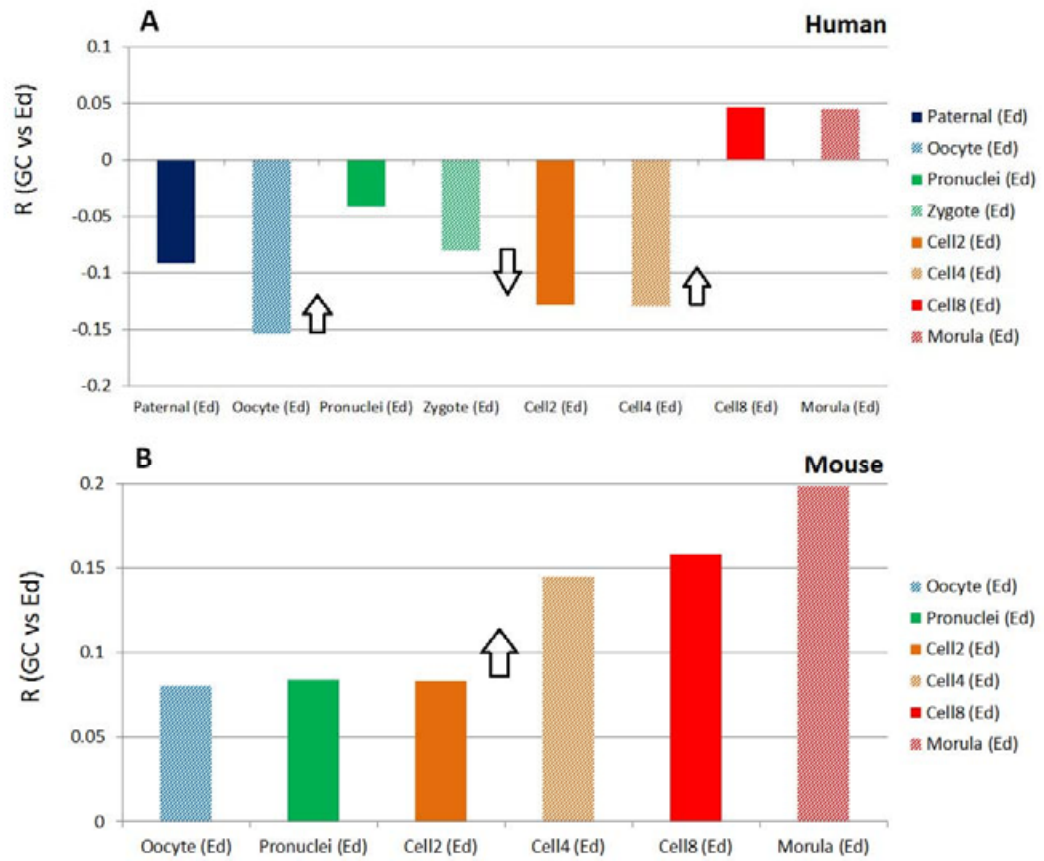 A
Human
R (GC vs Ed)
0.1
0.05
0
-0.05
-0.1
-0.15
-0.2
Paternal (Ed) Oocyte (Ed) Pronuclei (Ed) Zygote (Ed) Cell2 (Ed) Cell4 (Ed) Cell8 (Ed) Morula (Ed)
Paternal (Ed)
Oocyte (Ed)
Pronuclei (Ed)
Zygote (Ed)
Cell2 (Ed)
Cell4 (Ed)
Cell8 (Ed)
Morula (Ed)
B
Mouse
R (GC vs Ed)
0.2
0.15
0.1
0.05
0
Oocyte (Ed) Pronuclei (Ed) Cell2 (Ed) Cell4 (Ed) Cell8 (Ed) Morula (Ed)
Oocyte (Ed)
Pronuclei (Ed)
Cell2 (Ed)
Cell4 (Ed)
Cell8 (Ed)
Morula (Ed)